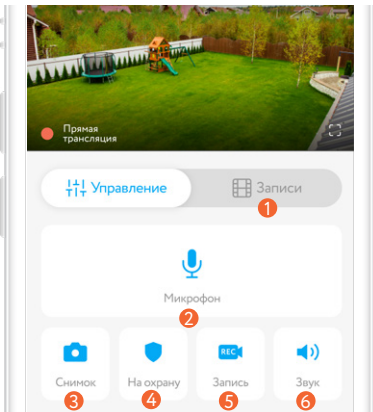 Прямая
трансляция
Управление
Записи
1
Микрофон
2
REC
Снимок
На охрану
Запись
Звук
3
4
5
6